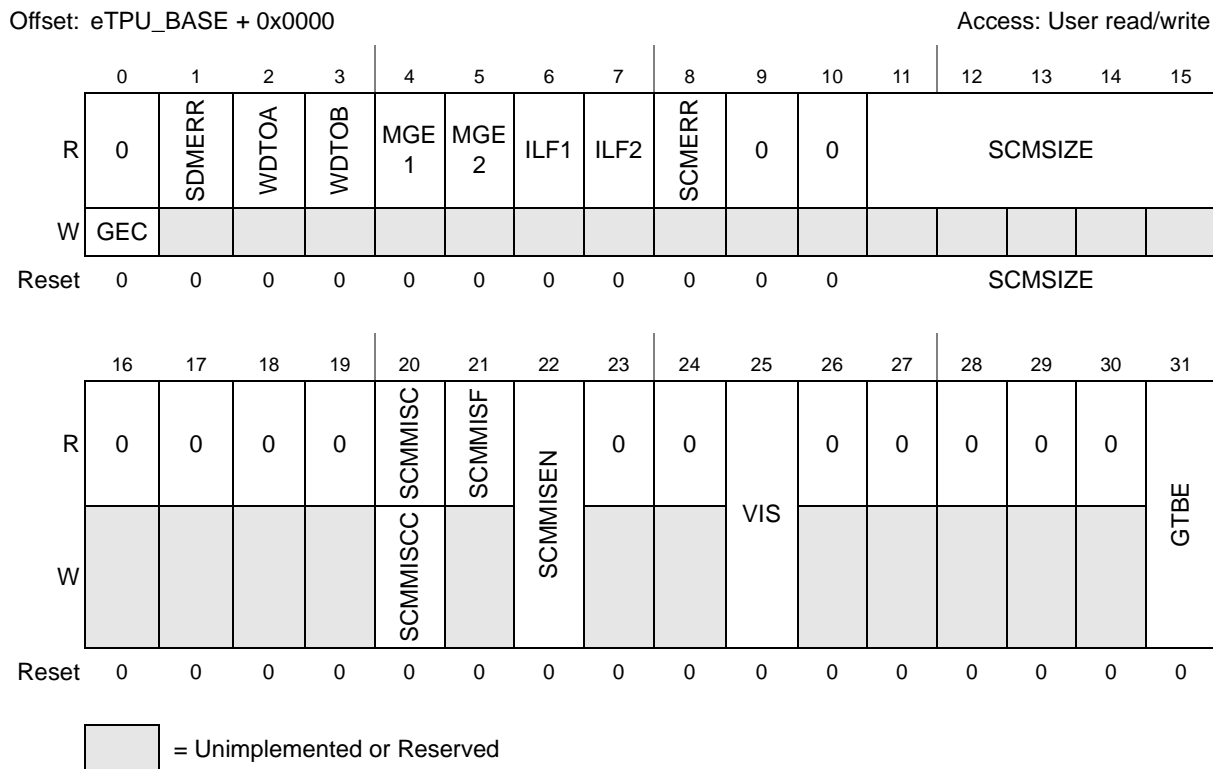 Offset: eTPU_BASE + 0x0000 Access: User read/write
0 1 2 3 4 5 6 7 8 9 10 11 12 13 14 15
R 0 SDMERR WDTOA WDTOB MGE 1 MGE 2 ILF1 ILF2 SCMERR 0 0 SCMSIZE
W GEC
Reset 0 0 0 0 0 0 0 0 0 0 0 SCMSIZE
16 17 18 19 20 21 22 23 24 25 26 27 28 29 30 31
R 0 0 0 0 SCMMISC SCMMISF SCMMISEN 0 0 VIS 0 0 0 0 0 GTBE
W SCMMISCC
Reset 0 0 0 0 0 0 0 0 0 0 0 0 0 0 0 0
= Unimplemented or Reserved